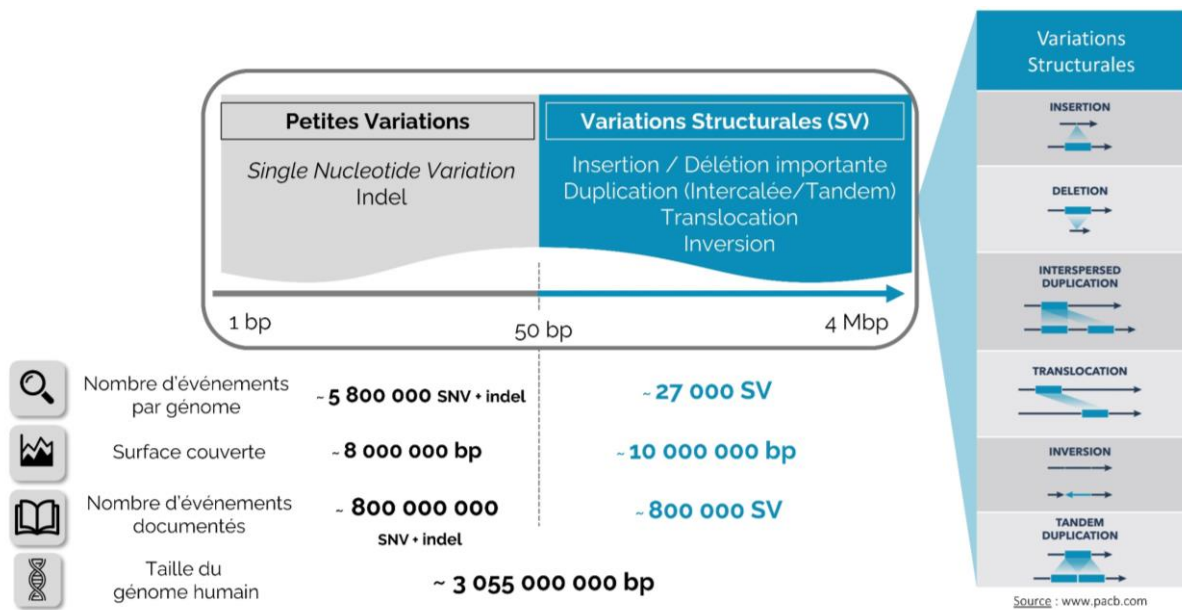 Petites Variations
Single Nucleotide Variation
Indel
Variations Structurales (SV)
Insertion / Délétion importante
Duplication (Intercalée/Tandem)
Translocation
Inversion
1 bp
50 bp
4 Mbp
Nombre d'événements
par génome
~ 5 800 000 SNV + indel
~ 27 000 SV
Surface couverte
~ 8 000 000 bp
~ 10 000 000 bp
Nombre d'événements
documentés
~ 800 000 000
SNV + indel
~ 800 000 SV
Taille du
génome humain
~ 3 055 000 000 bp
Variations
Structurales
INSERTION
DELETION
INTERSPERSED
DUPLICATION
TRANSLOCATION
INVERSION
TANDEM
DUPLICATION
Source : www.pacb.com